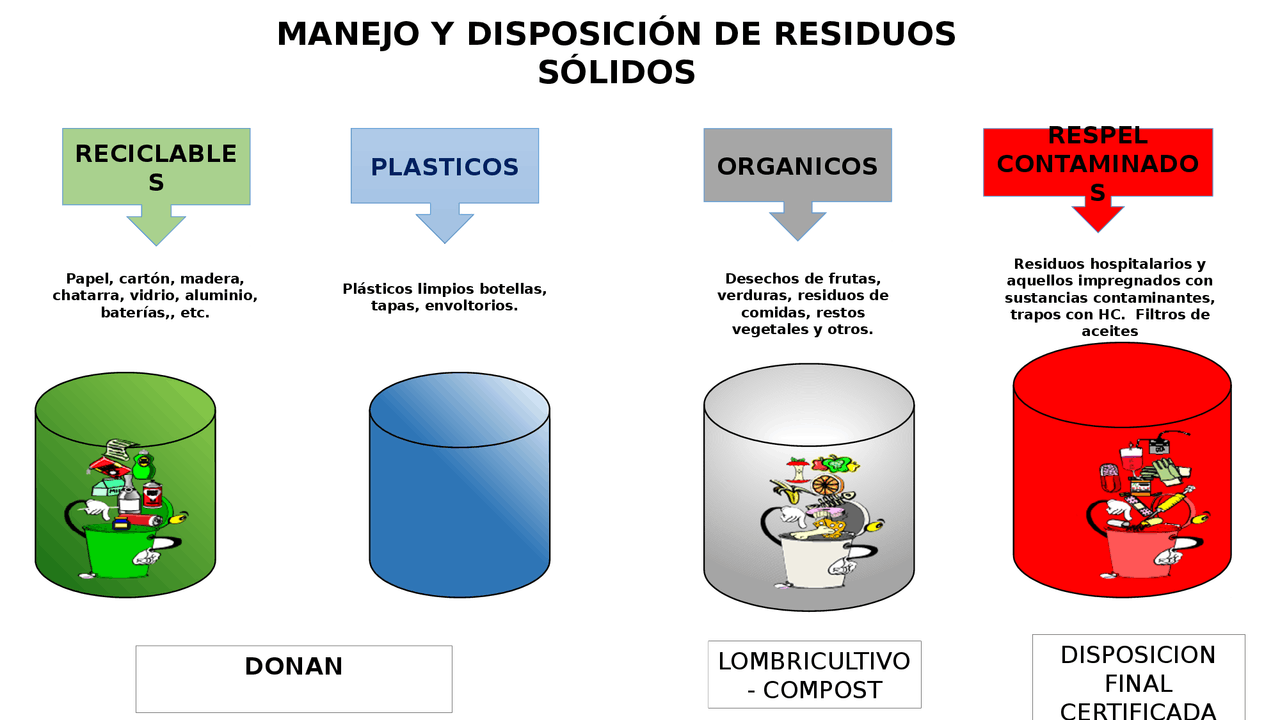 MANEJO Y DISPOSICIÓN DE RESIDUOS
SÓLIDOS
RECICLABLE
S
PLASTICOS
ORGANICOS
RESPEL
CONTAMINADO
S
Papel, cartón, madera,
chatarra, vidrio, aluminio,
baterías,, etc.
Plásticos limpios botellas,
tapas, envoltorios.
Desechos de frutas,
verduras, residuos de
comidas, restos
vegetales y otros.
Residuos hospitalarios y
aquellos impregnados con
sustancias contaminantes,
trapos con HC.  Filtros de
aceites
DONAN
LOMBRICULTIVO
- COMPOST
DISPOSICION
FINAL
CERTIFICADA